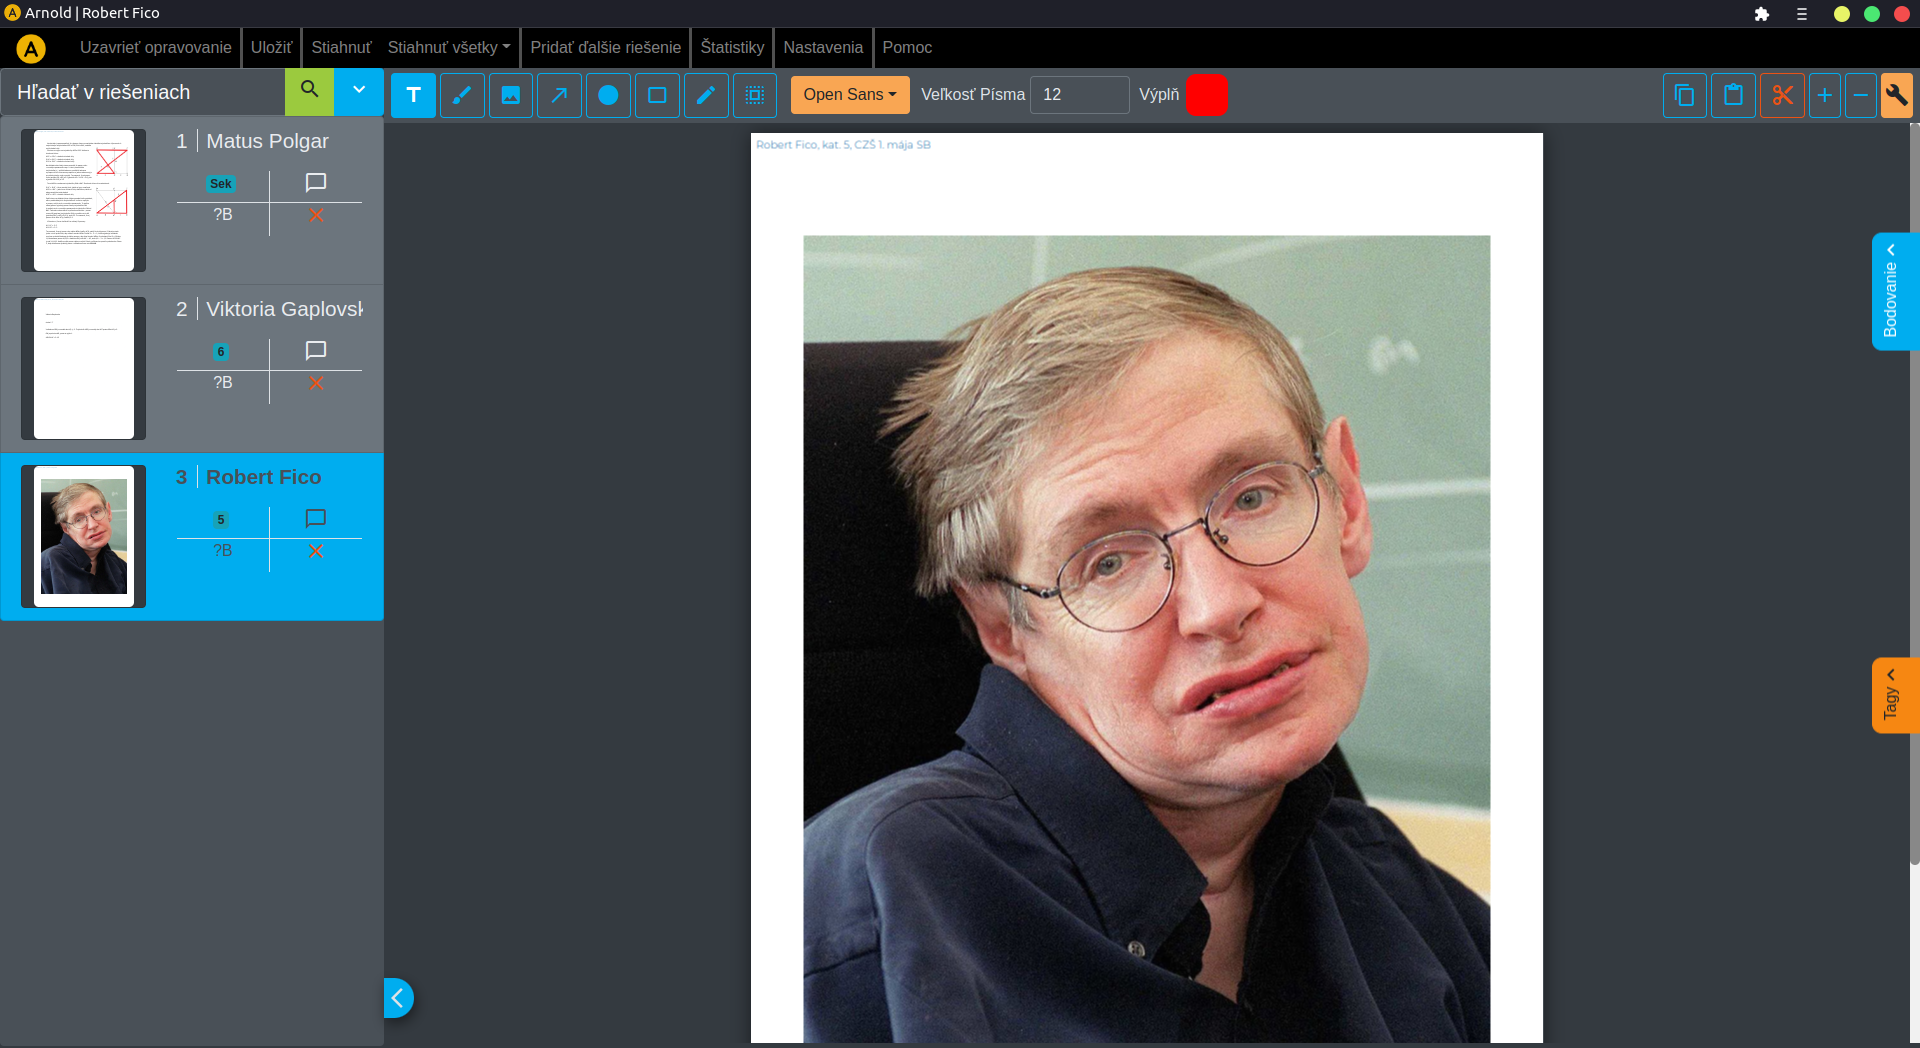 Arnold | Robert Fico
Uzavrieť opravovanie Uložiť Stiahnuť Stiahnuť všetky Pridať ďalšie riešenie Štatistiky Nastavenia Pomoc
Hľadať v riešeniach
T Open Sans Veľkosť Písma 12 Výplň
1 Matus Polgar
Sek
?B
2 Viktoria Gaplovsk
6
?B
3 Robert Fico
5
?B
Robert Fico, kat. 5, CZŠ 1. mája SB
Bodovanie
Tagy